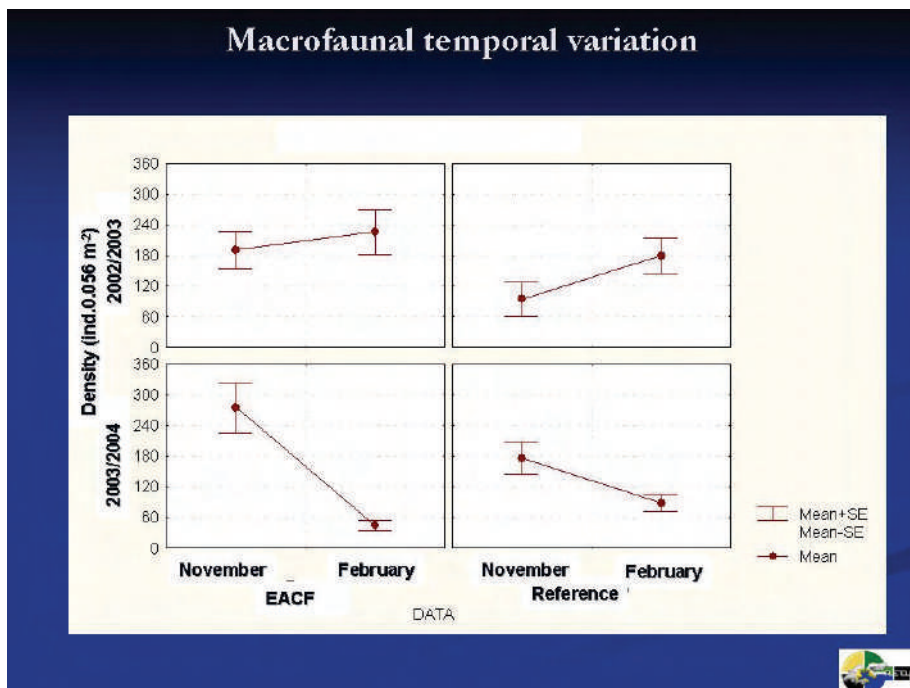 Macrofaunal temporal variation
360
300
240
180
120
60
0
360
300
240
180
120
60
0
Density (ind.0.056 m-2)
2002/2003
2003/2004
November
February
EACF
November
February
Reference
DATA
Mean+SE
Mean-SE
Mean